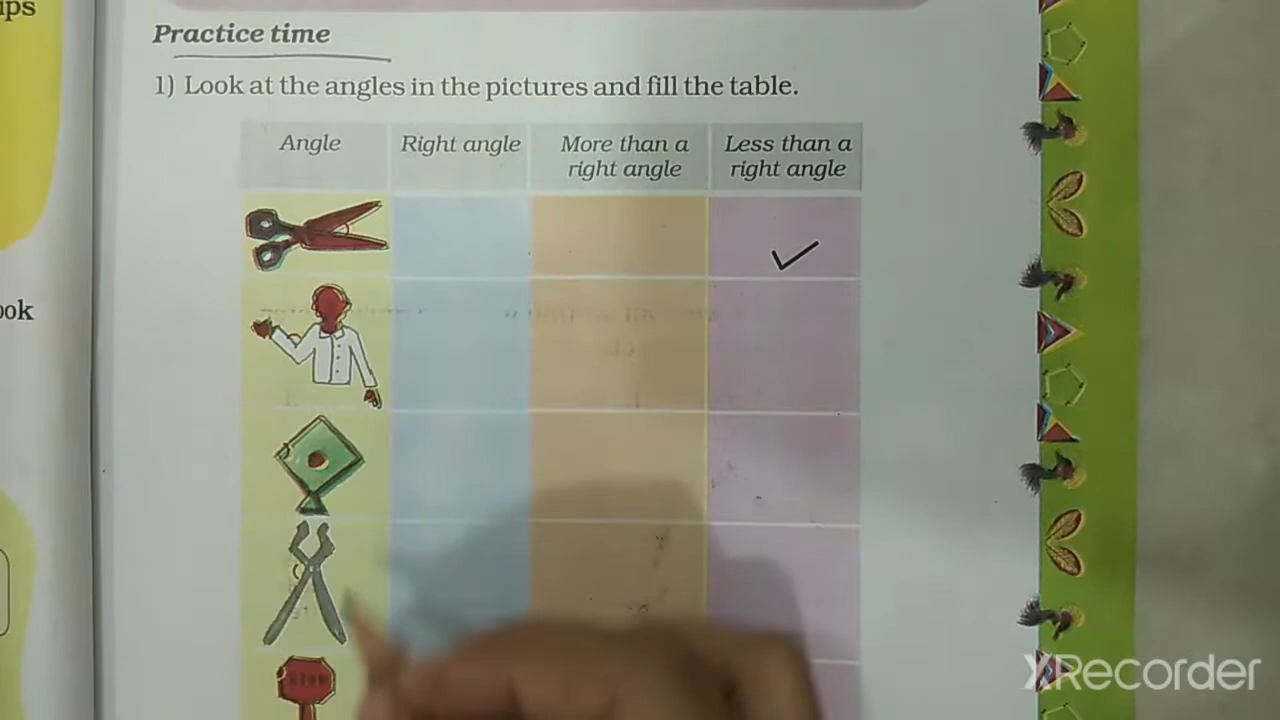 ips
ook
Practice time
1) Look at the angles in the pictures and fill the table.
Angle
Right angle
More than a
right angle
Less than a
right angle
XRecorder